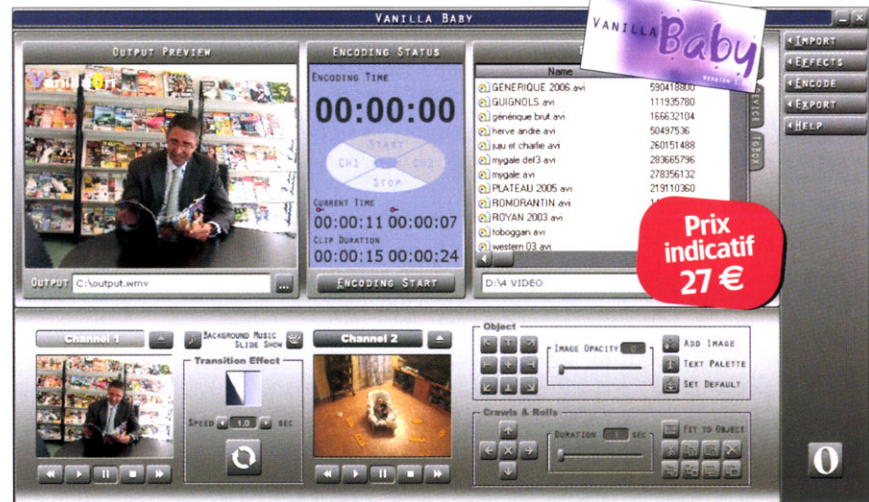 VANILLA BABY
VANILLA Baby
VERSION
OUTPUT PREVIEW
VanillaOn
OUTPUT C:\output.wmv ...
ENCODING STATUS
ENCODING TIME
00:00:00
START
CH1 CH2
STOP
CURRENT TIME
00:00:11 00:00:07
CLIP DURATION
00:00:15 00:00:24
ENCODING START
Name
GENERIQUE 2006.avi 590418800
GUIGNOLS.avi 111935780
générique brut.avi 166632104
herve andre.avi 50497536
juju et charlie.avi 260151488
mygale def3.avi 283665796
mygale.avi 278356132
PLATEAU 2005.avi 219110360
ROMORANTIN.avi
ROYAN 2003.avi
toboggan.avi
western 03.avi
D:\4 VIDEO
DEVICE
TOBOX
IMPORT
EFFECTS
ENCODE
EXPORT
HELP
Prix
indicatif
27 €
Channel 1
BACKGROUND MUSIC
SLIDE SHOW
Transition Effect
SPEED 1.0 SEC
Channel 2
Object
IMAGE OPACITY 0
ADD IMAGE
TEXT PALETTE
SET DEFAULT
Crawls & Rolls
DURATION SEC
FIT TO OBJECT